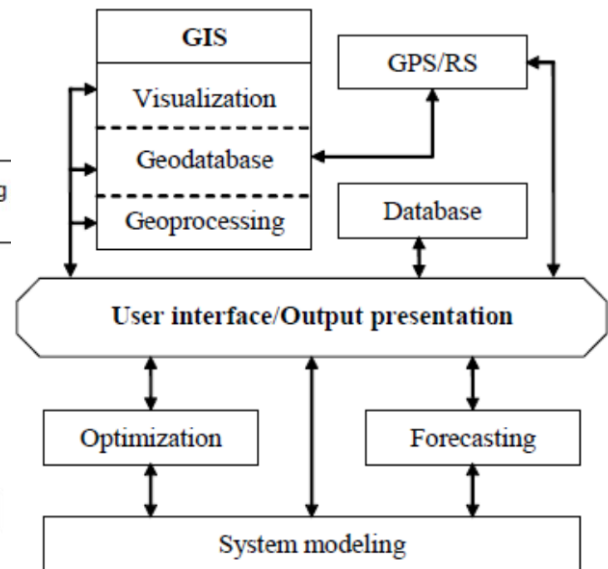 GIS
Visualization
Geodatabase
Geoprocessing
GPS/RS
Database
g
User interface/Output presentation
Optimization
Forecasting
System modeling